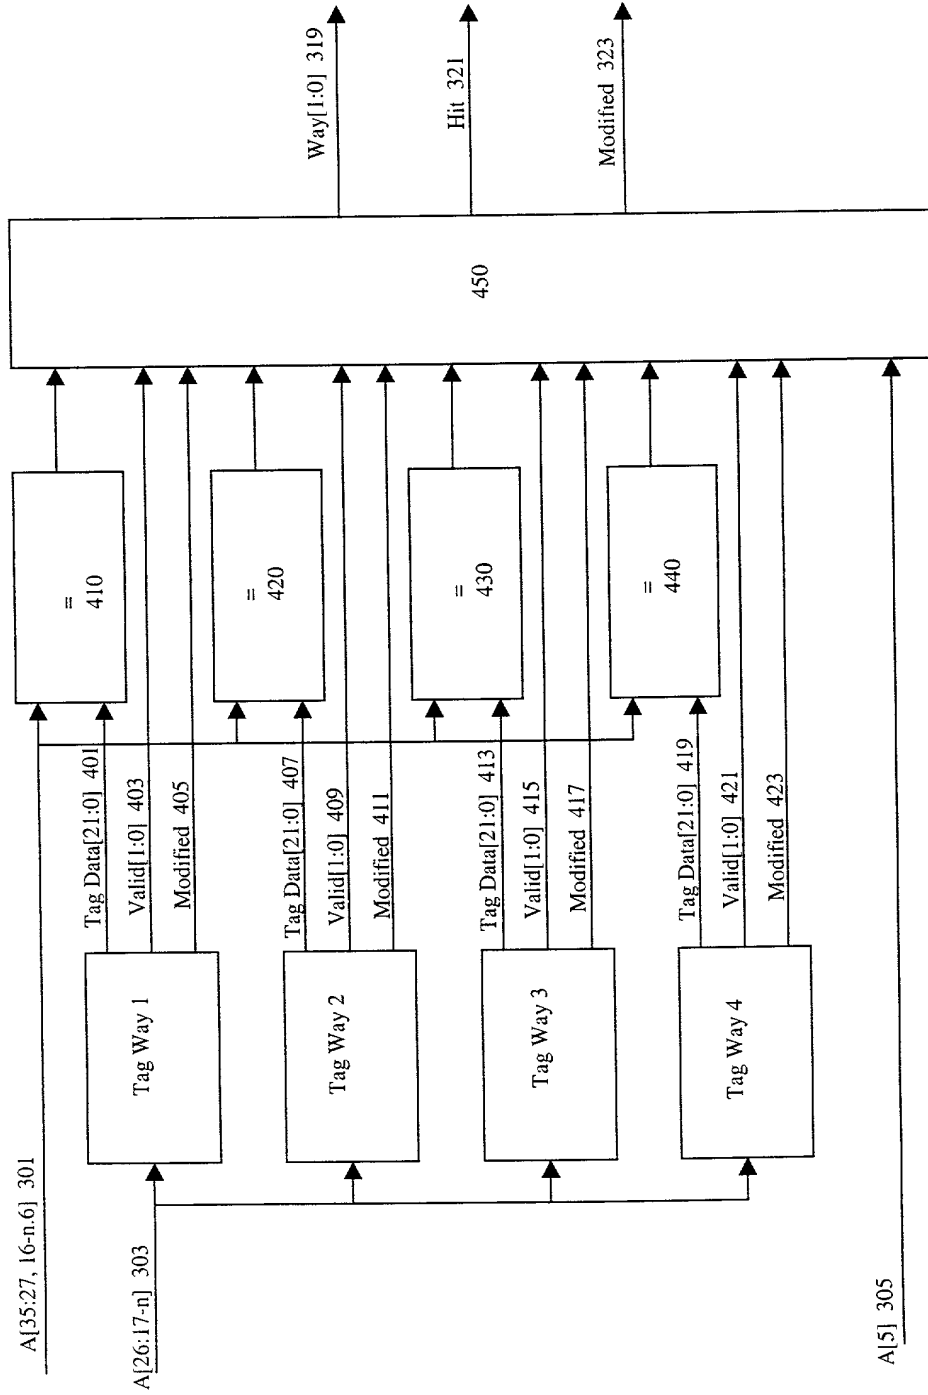 A[35:27, 16-n.6] 301
A[26:17-n] 303
A[5] 305
Tag Way 1
Tag Data[21:0] 401
Valid[1:0] 403
Modified 405
Tag Way 2
Tag Data[21:0] 407
Valid[1:0] 409
Modified 411
Tag Way 3
Tag Data[21:0] 413
Valid[1:0] 415
Modified 417
Tag Way 4
Tag Data[21:0] 419
Valid[1:0] 421
Modified 423
=
410
=
420
=
430
=
440
450
Way[1:0] 319
Hit 321
Modified 323